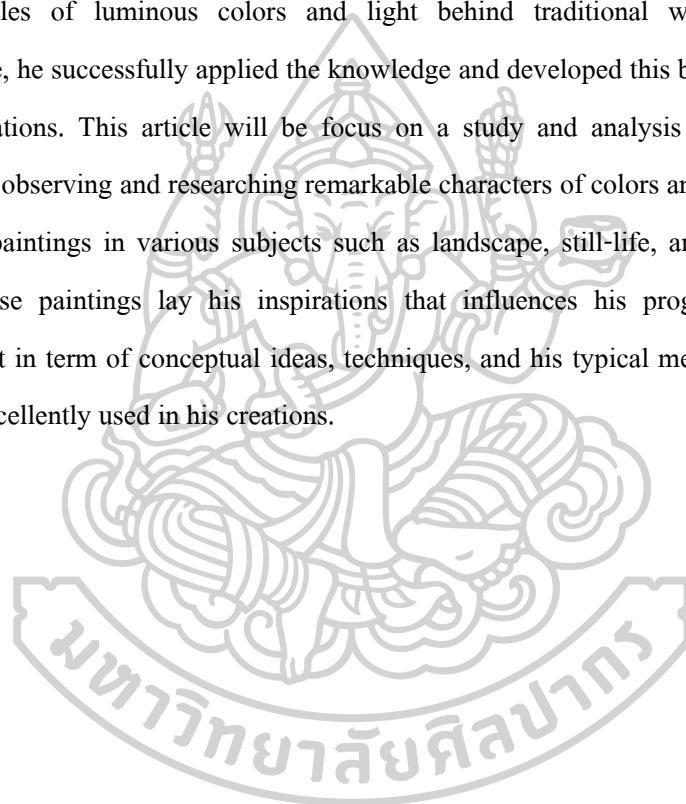 les of luminous colors and light behind traditional w
e, he successfully applied the knowledge and developed this b
ations. This article will be focus on a study and analysis
observing and researching remarkable characters of colors an
paintings in various subjects such as landscape, still-life, an
se paintings lay his inspirations that influences his prog
t in term of conceptual ideas, techniques, and his typical me
cellently used in his creations.
มหาวิทยาลัยศิลปากร